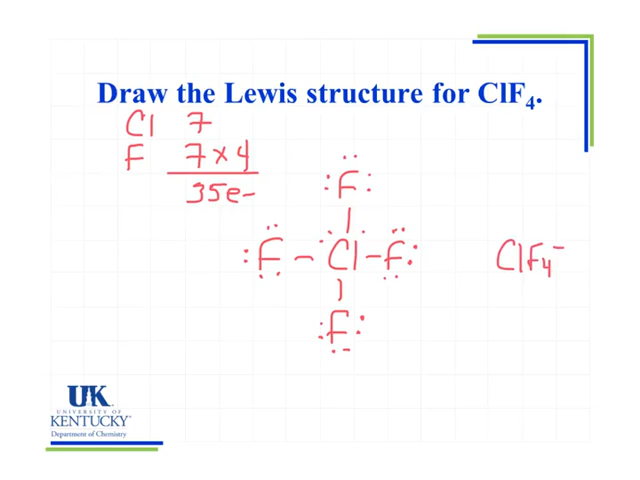 Draw the Lewis structure for ClF₄.
Cl 7
F 7 × 4
35e-
F
F - Cl - F
F
ClF₄⁻
UK
UNIVERSITY OF
KENTUCKY
Department of Chemistry